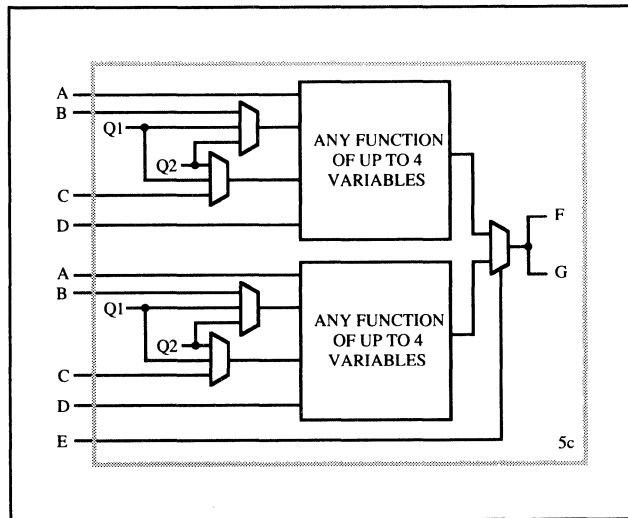 A
B
Q1
Q2
C
D
ANY FUNCTION
OF UP TO 4
VARIABLES
F
G
A
B
Q1
Q2
C
D
ANY FUNCTION
OF UP TO 4
VARIABLES
E
5c